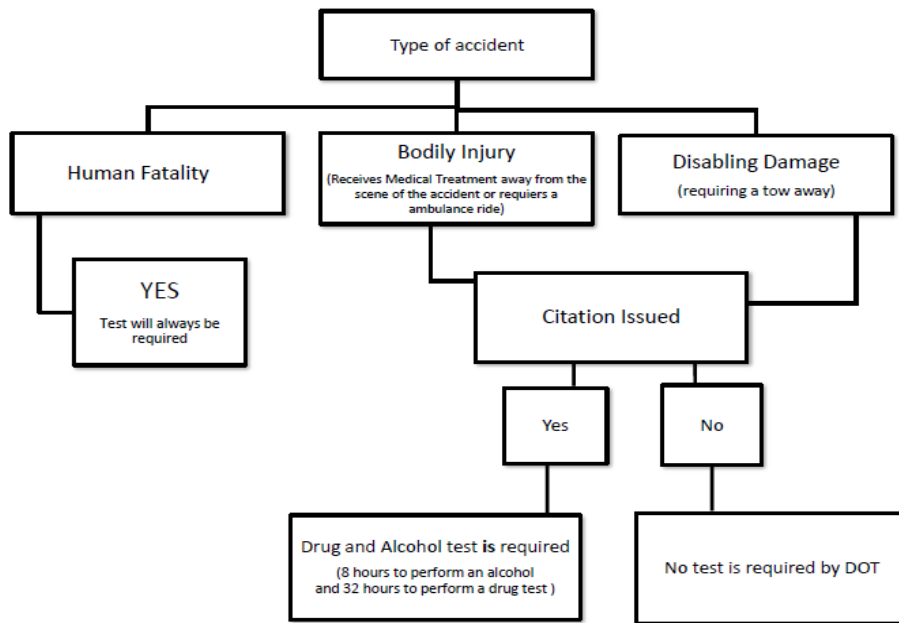 Type of accident
Human Fatality
Bodily Injury
(Receives Medical Treatment away from the
scene of the accident or requiers a
ambulance ride)
Disabling Damage
(requiring a tow away)
YES
Test will always be
required
Citation Issued
Yes
No
Drug and Alcohol test is required
(8 hours to perform an alcohol
and 32 hours to perform a drug test )
No test is required by DOT